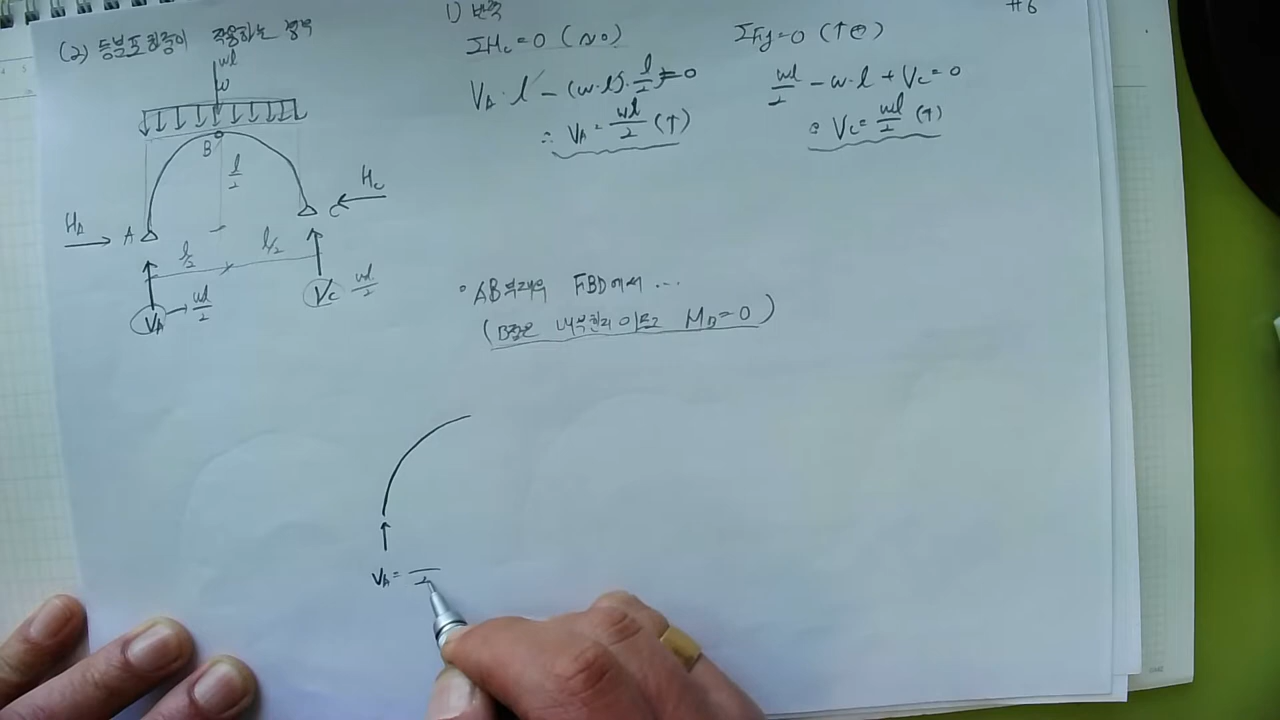 #6
(2) 등분포하중이 작용하는 경우
1) 반력
ΣM_C=0 (↷⊕)
V_A · l − (w·l)· l/2 = 0
∴ V_A = wl/2 (↑)
ΣFy=0 (↑⊕)
wl/2 − w·l + V_C = 0
∴ V_C = wl/2 (↑)
wl
w
B
l/2
H_A
A
C
H_C
l/2
l/2
V_A → wl/2
V_C wl/2
◦ AB부재의 FBD에서 ...
(B점은 내부힌지 이므로 M_B=0)
V_A = /2